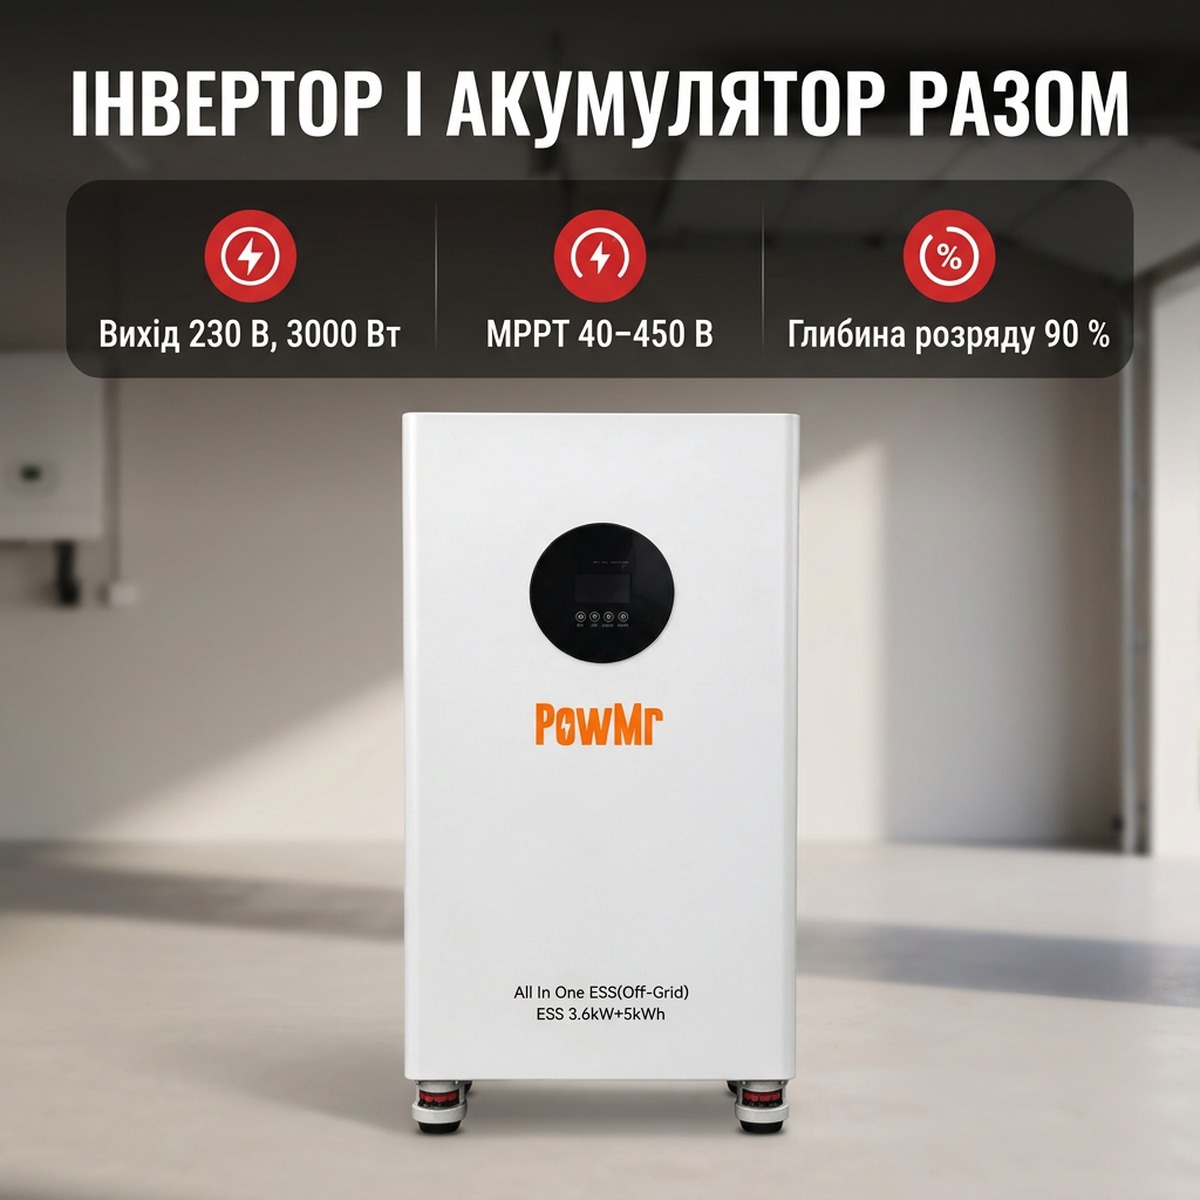 ІНВЕРТОР І АКУМУЛЯТОР РАЗОМ
%
Вихід 230 В, 3000 Вт
MPPT 40–450 В
Глибина розряду 90 %
PowMr
All In One ESS(Off-Grid)
ESS 3.6kW+5kWh